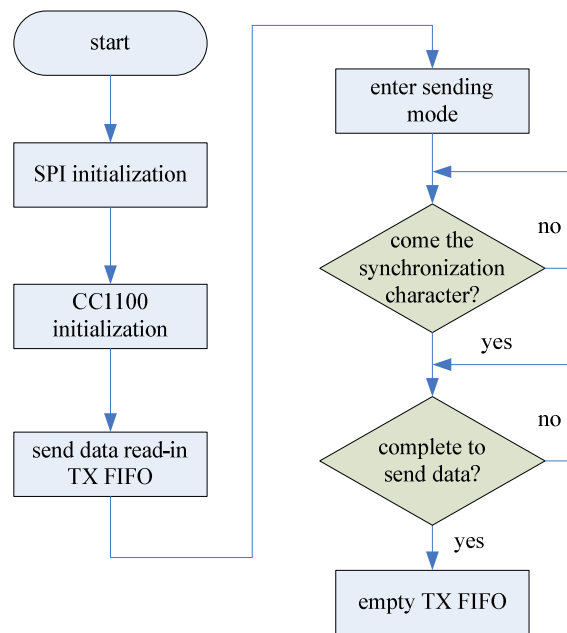 start
SPI initialization
CC1100
initialization
send data read-in
TX FIFO
enter sending
mode
come the
synchronization
character?
no
yes
complete to
send data?
no
yes
empty TX FIFO